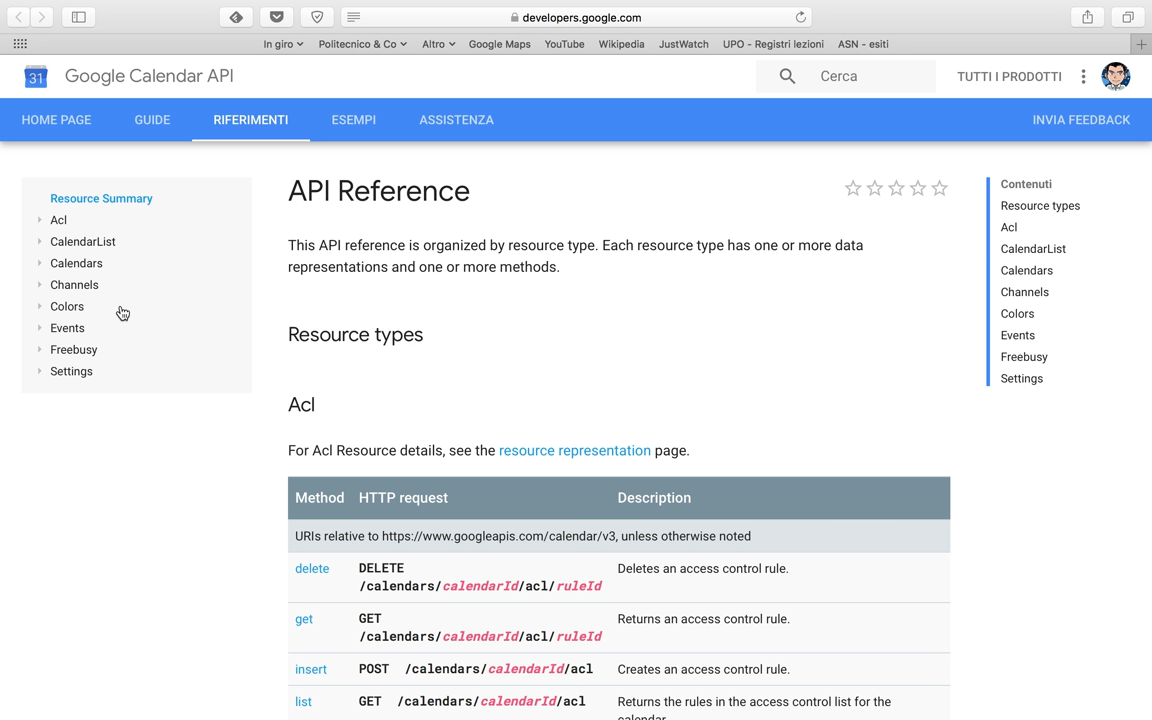 developers.google.com
In giro
Politecnico & Co
Altro
Google Maps
YouTube
Wikipedia
JustWatch
UPO - Registri lezioni
ASN - esiti
31
Google Calendar API
Cerca
TUTTI I PRODOTTI
HOME PAGE
GUIDE
RIFERIMENTI
ESEMPI
ASSISTENZA
INVIA FEEDBACK
Resource Summary
Acl
CalendarList
Calendars
Channels
Colors
Events
Freebusy
Settings
API Reference
This API reference is organized by resource type. Each resource type has one or more data
representations and one or more methods.
Resource types
Acl
For Acl Resource details, see the resource representation page.
Method HTTP request Description
URIs relative to https://www.googleapis.com/calendar/v3, unless otherwise noted
delete DELETE Deletes an access control rule.
/calendars/calendarId/acl/ruleId
get GET Returns an access control rule.
/calendars/calendarId/acl/ruleId
insert POST /calendars/calendarId/acl Creates an access control rule.
list GET /calendars/calendarId/acl Returns the rules in the access control list for the
calendar.
Contenuti
Resource types
Acl
CalendarList
Calendars
Channels
Colors
Events
Freebusy
Settings